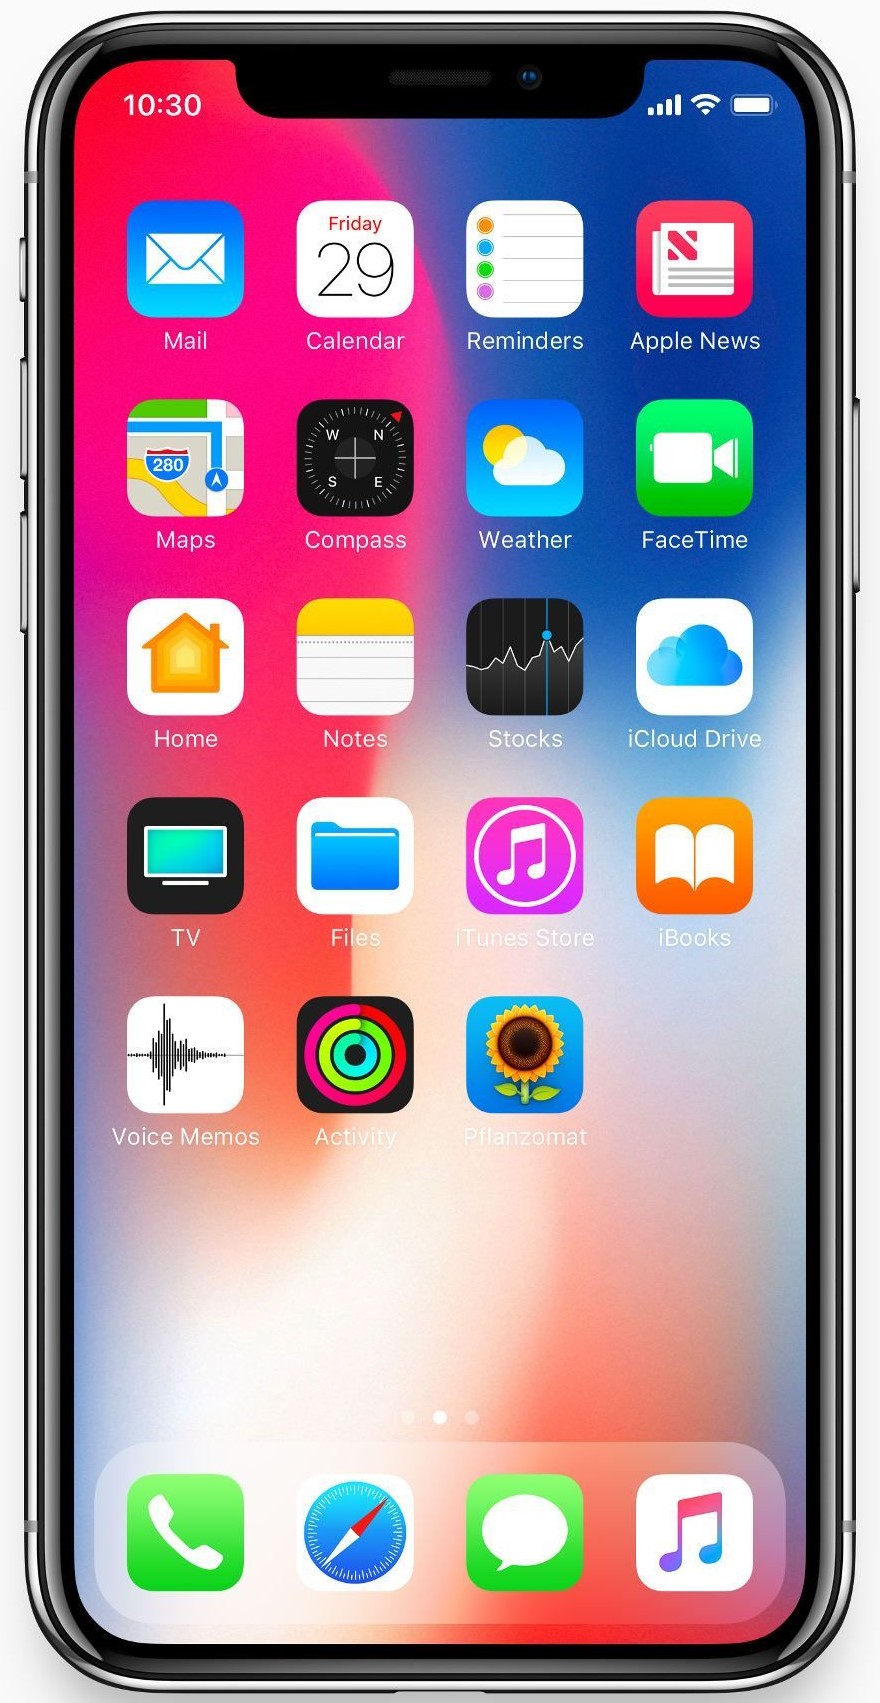 10:30
Friday
29
Mail
Calendar
Reminders
Apple News
280
W
N
S
E
Maps
Compass
Weather
FaceTime
Home
Notes
Stocks
iCloud Drive
TV
Files
iTunes Store
iBooks
Voice Memos
Activity
Pflanzomat